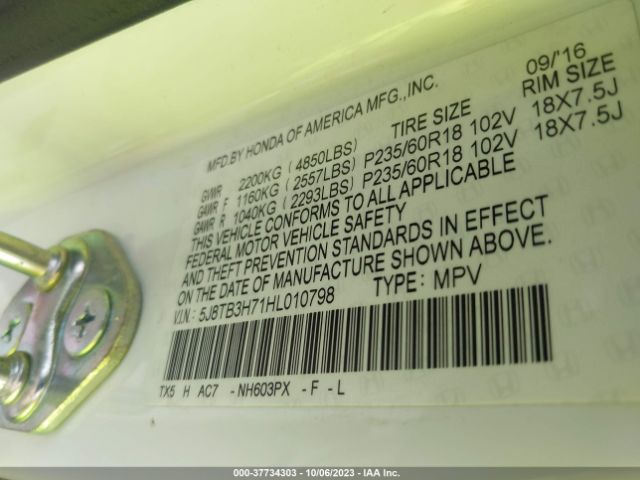 MFD.BY HONDA OF AMERICA MFG.,INC. 09/'16
TIRE SIZE RIM SIZE
GVWR 2200KG (4850LBS)
GAWR F 1160KG (2557LBS) P235/60R18 102V 18X7.5J
GAWR R 1040KG (2293LBS) P235/60R18 102V 18X7.5J
THIS VEHICLE CONFORMS TO ALL APPLICABLE
FEDERAL MOTOR VEHICLE SAFETY
AND THEFT PREVENTION STANDARDS IN EFFECT
ON THE DATE OF MANUFACTURE SHOWN ABOVE.
V.I.N.: 5J8TB3H71HL010798 TYPE: MPV
TX5 H AC7 -NH603PX -F -L
000-37734303 | 10/06/2023 | IAA Inc.